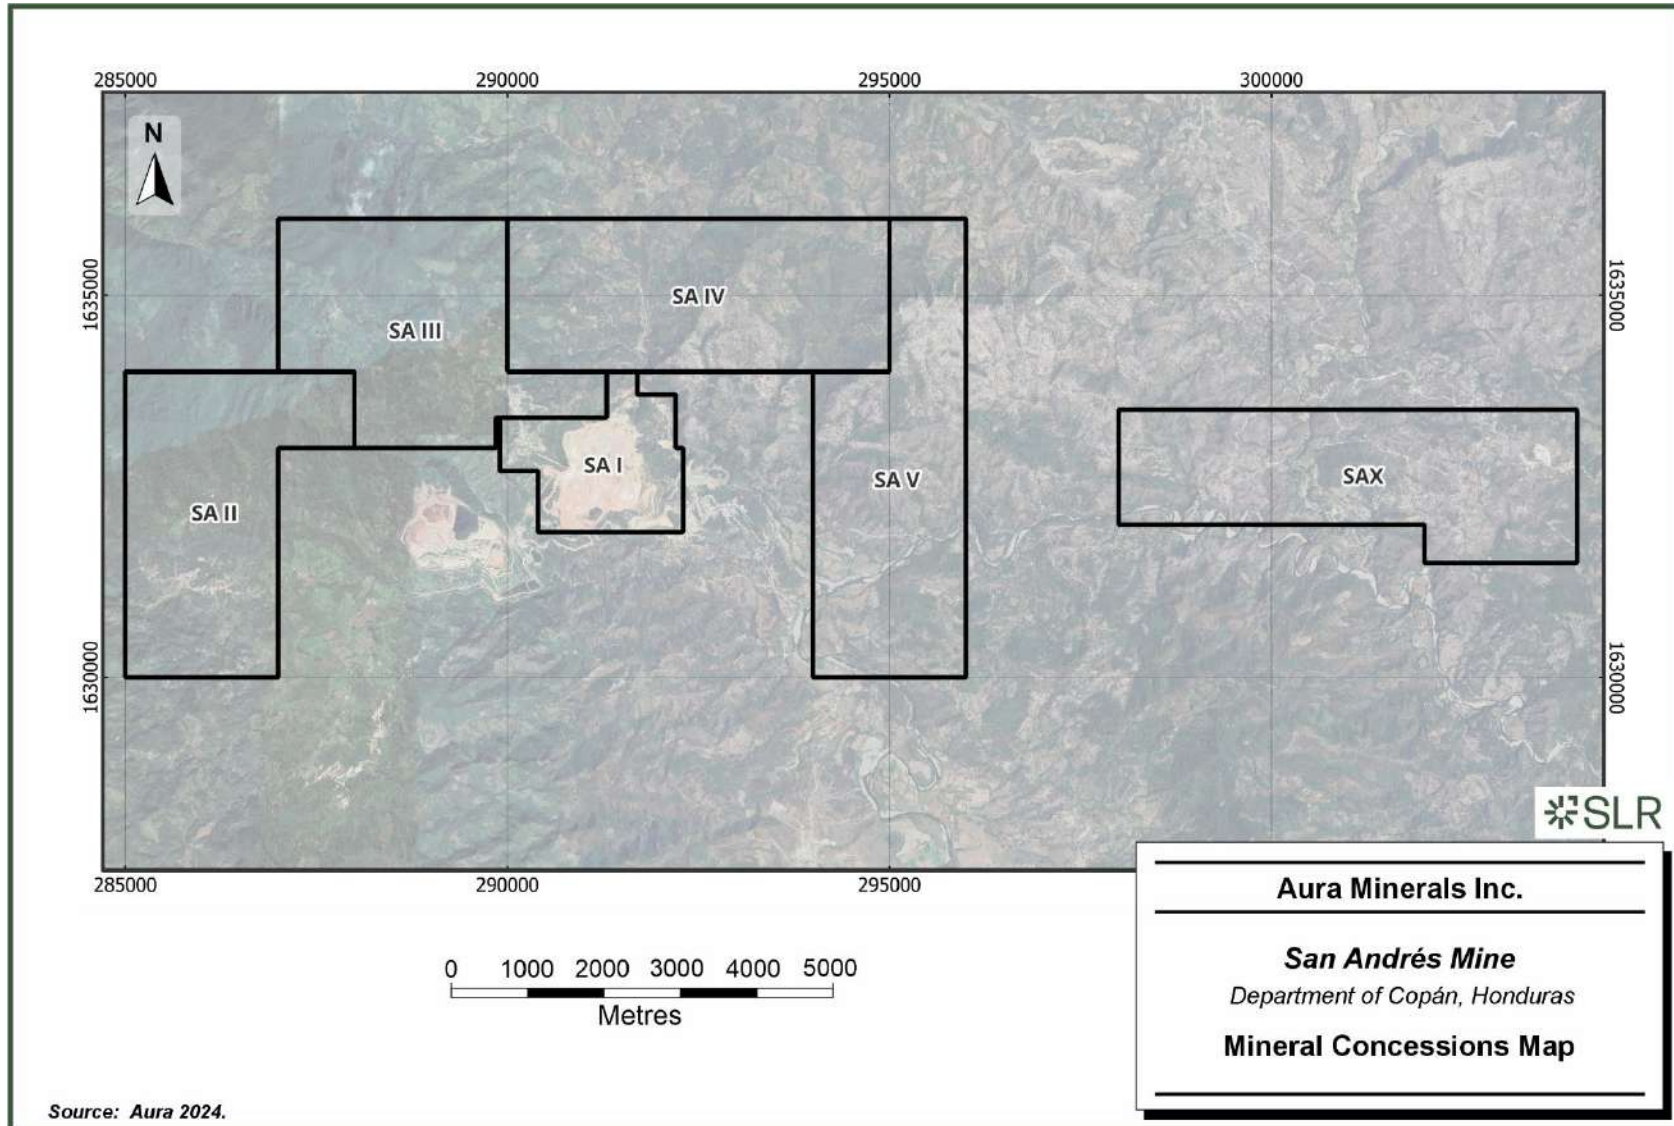 285000
290000
295000
300000
N
1635000
1635000
SA IV
SA III
SA I
SAX
SA V
SA II
1630000
1630000
SLR
285000
290000
295000
Aura Minerals Inc.
San Andrés Mine
Department of Copán, Honduras
Mineral Concessions Map
0 1000 2000 3000 4000 5000
Metres
Source: Aura 2024.